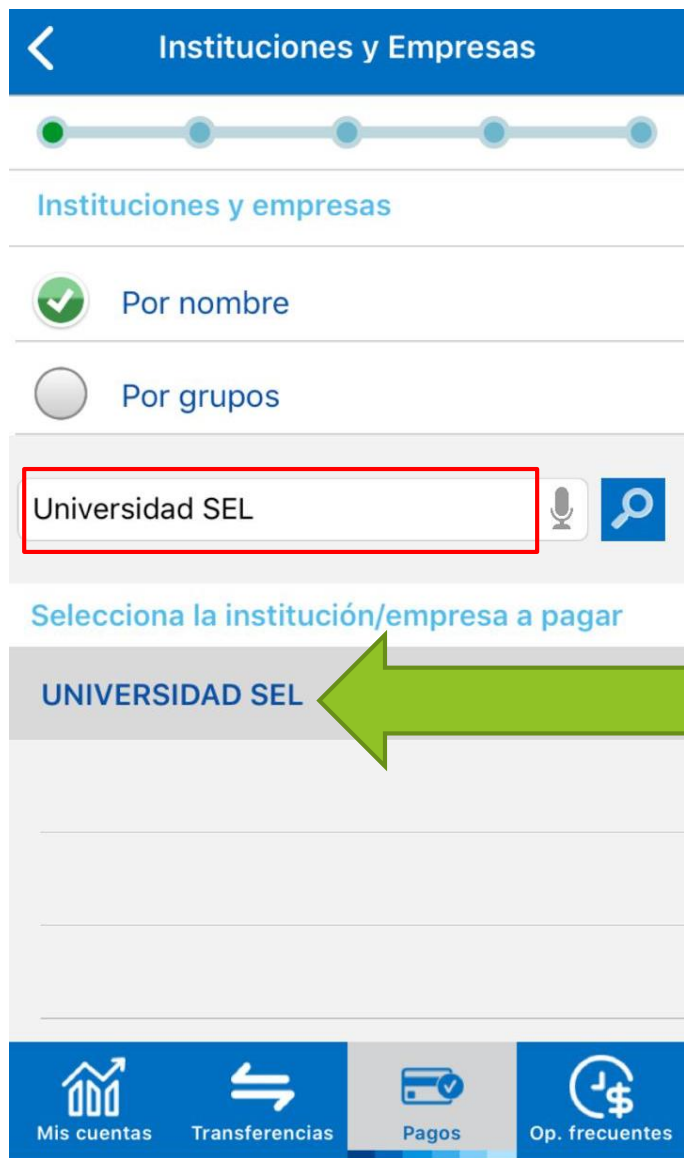 Instituciones y Empresas
Instituciones y empresas
Por nombre
Por grupos
Universidad SEL
Selecciona la institución/empresa a pagar
UNIVERSIDAD SEL
Mis cuentas Transferencias Pagos Op. frecuentes